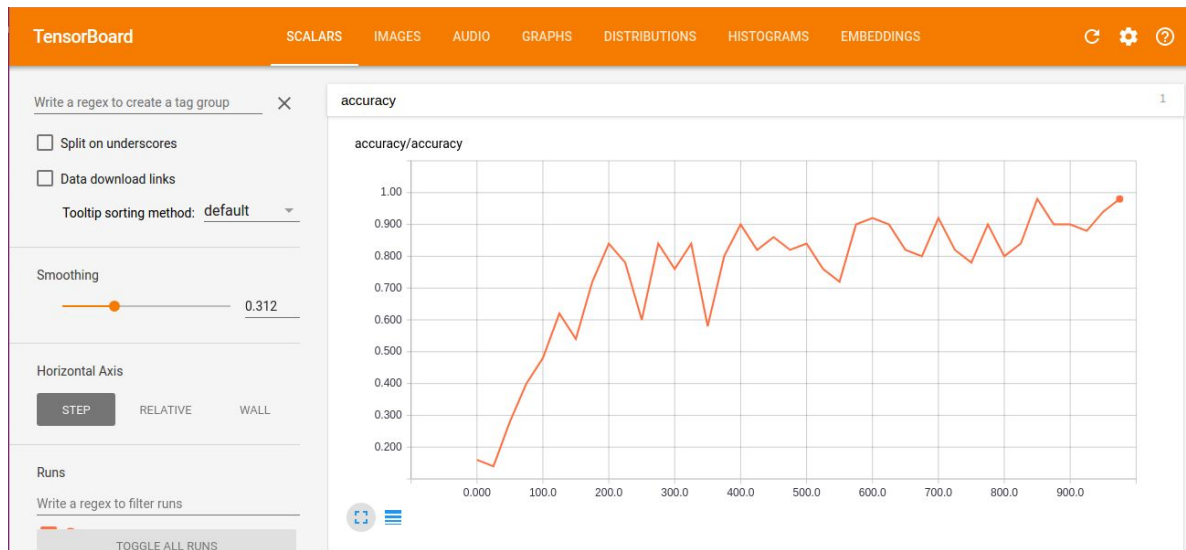 TensorBoard SCALARS IMAGES AUDIO GRAPHS DISTRIBUTIONS HISTOGRAMS EMBEDDINGS
Write a regex to create a tag group
Split on underscores
Data download links
Tooltip sorting method: default
Smoothing
0.312
Horizontal Axis
STEP RELATIVE WALL
Runs
Write a regex to filter runs
TOGGLE ALL RUNS
accuracy 1
accuracy/accuracy
1.00
0.900
0.800
0.700
0.600
0.500
0.400
0.300
0.200
0.000 100.0 200.0 300.0 400.0 500.0 600.0 700.0 800.0 900.0